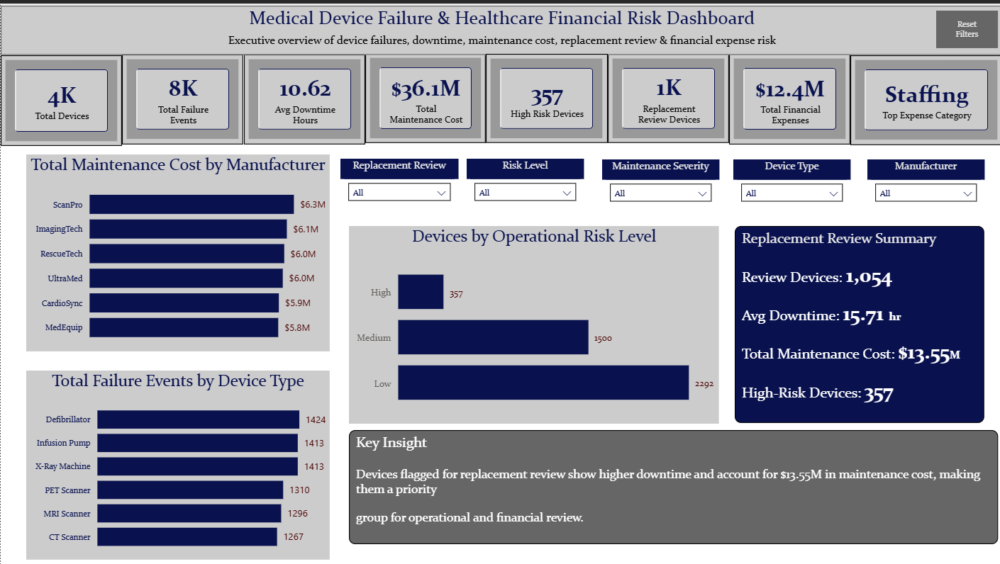 Medical Device Failure & Healthcare Financial Risk Dashboard
Executive overview of device failures, downtime, maintenance cost, replacement review & financial expense risk
Reset
Filters
4K
Total Devices
8K
Total Failure
Events
10.62
Avg Downtime
Hours
$36.1M
Total
Maintenance Cost
357
High Risk Devices
1K
Replacement
Review Devices
$12.4M
Total Financial
Expenses
Staffing
Top Expense Category
Total Maintenance Cost by Manufacturer
ScanPro $6.3M
ImagingTech $6.1M
RescueTech $6.0M
UltraMed $6.0M
CardioSync $5.9M
MedEquip $5.8M
Replacement Review
All
Risk Level
All
Maintenance Severity
All
Device Type
All
Manufacturer
All
Devices by Operational Risk Level
High 357
Medium 1500
Low 2292
Replacement Review Summary
Review Devices: 1,054
Avg Downtime: 15.71 hr
Total Maintenance Cost: $13.55M
High-Risk Devices: 357
Total Failure Events by Device Type
Defibrillator 1424
Infusion Pump 1413
X-Ray Machine 1413
PET Scanner 1310
MRI Scanner 1296
CT Scanner 1267
Key Insight
Devices flagged for replacement review show higher downtime and account for $13.55M in maintenance cost, making
them a priority
group for operational and financial review.